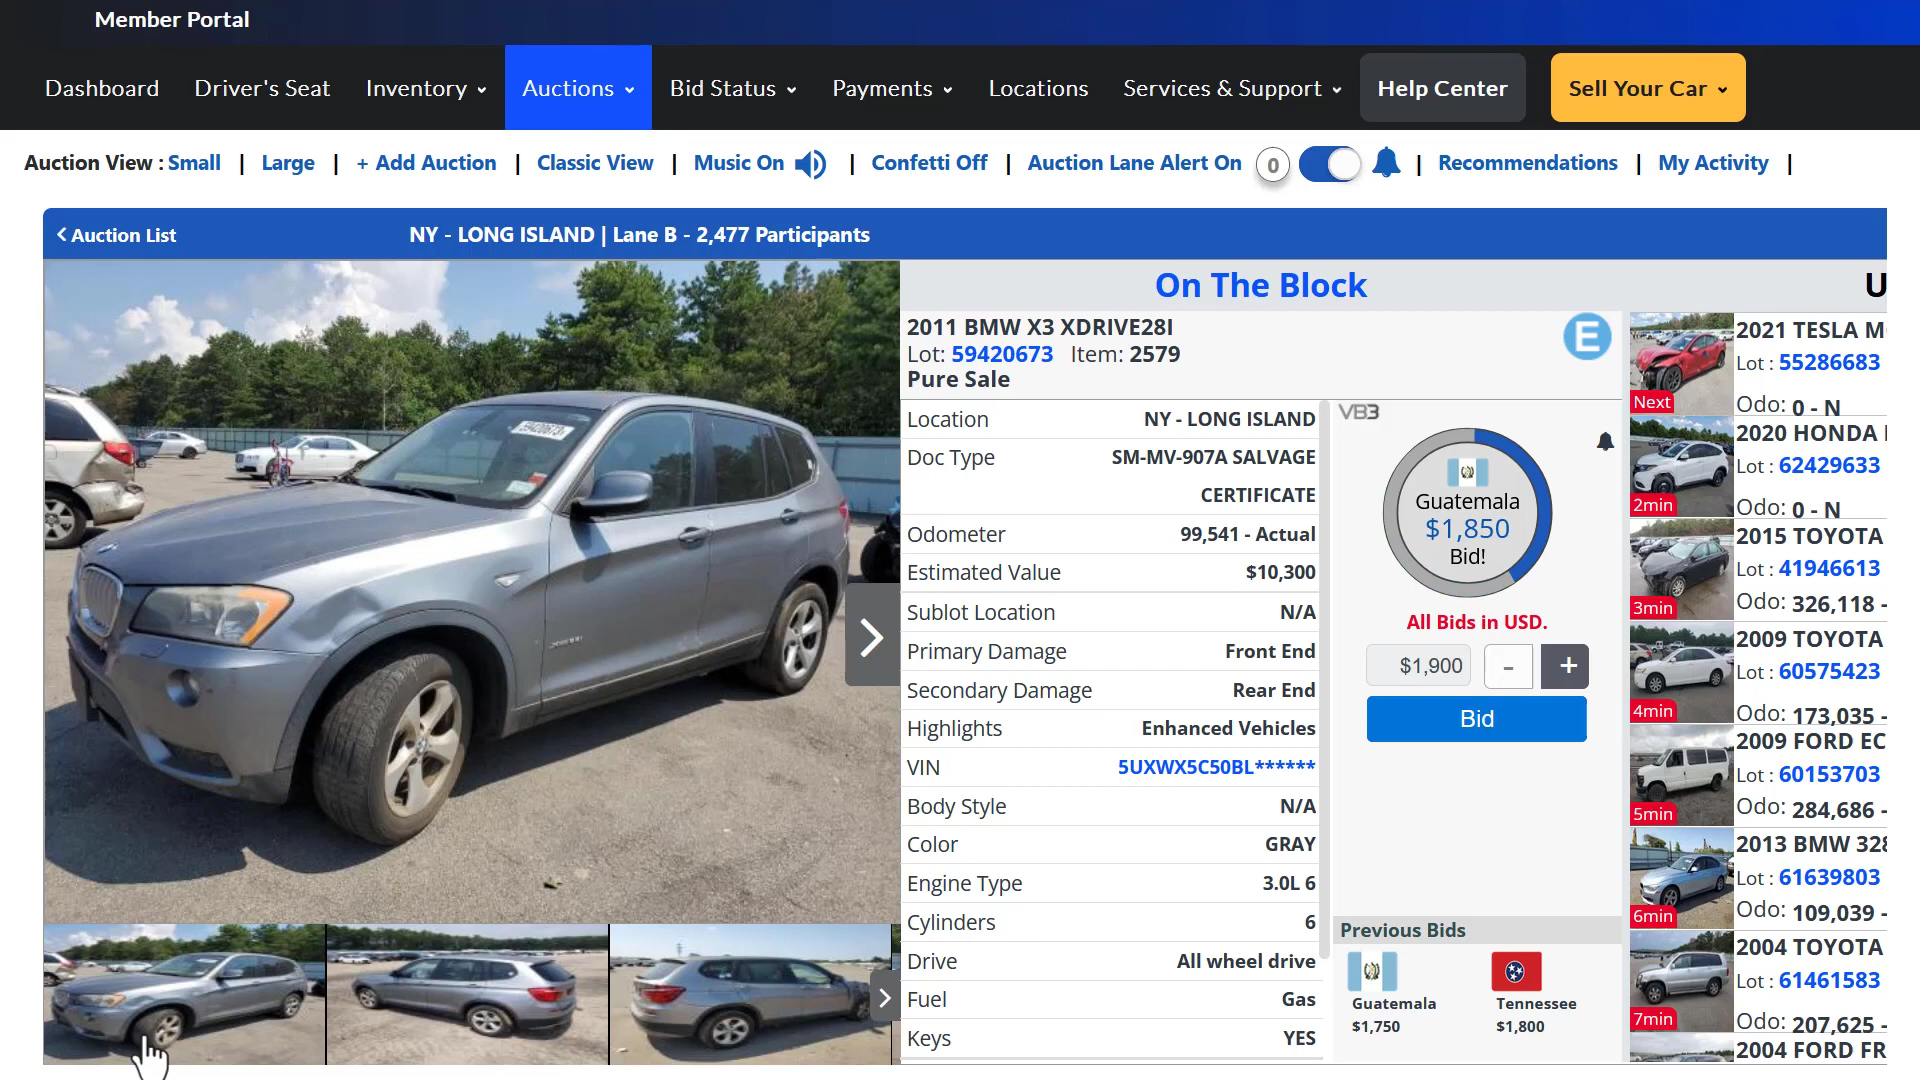 Member Portal
Dashboard Driver's Seat Inventory Auctions Bid Status Payments Locations Services & Support Help Center Sell Your Car
Auction View : Small | Large | + Add Auction | Classic View | Music On | Confetti Off | Auction Lane Alert On 0 | Recommendations | My Activity |
Auction List
NY - LONG ISLAND | Lane B - 2,477 Participants
On The Block
U
2011 BMW X3 XDRIVE28I
Lot: 59420673 Item: 2579
Pure Sale
E
Location NY - LONG ISLAND
Doc Type SM-MV-907A SALVAGE
CERTIFICATE
Odometer 99,541 - Actual
Estimated Value $10,300
Sublot Location N/A
Primary Damage Front End
Secondary Damage Rear End
Highlights Enhanced Vehicles
VIN 5UXWX5C50BL******
Body Style N/A
Color GRAY
Engine Type 3.0L 6
Cylinders 6
Drive All wheel drive
Fuel Gas
Keys YES
VB3
Guatemala
$1,850
Bid!
All Bids in USD.
$1,900 - +
Bid
Previous Bids
Guatemala
$1,750
Tennessee
$1,800
2021 TESLA M
Lot : 55286683
Odo: 0 - N
Next
2020 HONDA
Lot : 62429633
Odo: 0 - N
2min
2015 TOYOTA
Lot : 41946613
Odo: 326,118 -
3min
2009 TOYOTA
Lot : 60575423
Odo: 173,035 -
4min
2009 FORD EC
Lot : 60153703
Odo: 284,686 -
5min
2013 BMW 328
Lot : 61639803
Odo: 109,039 -
6min
2004 TOYOTA
Lot : 61461583
Odo: 207,625 -
7min
2004 FORD FR
59420673